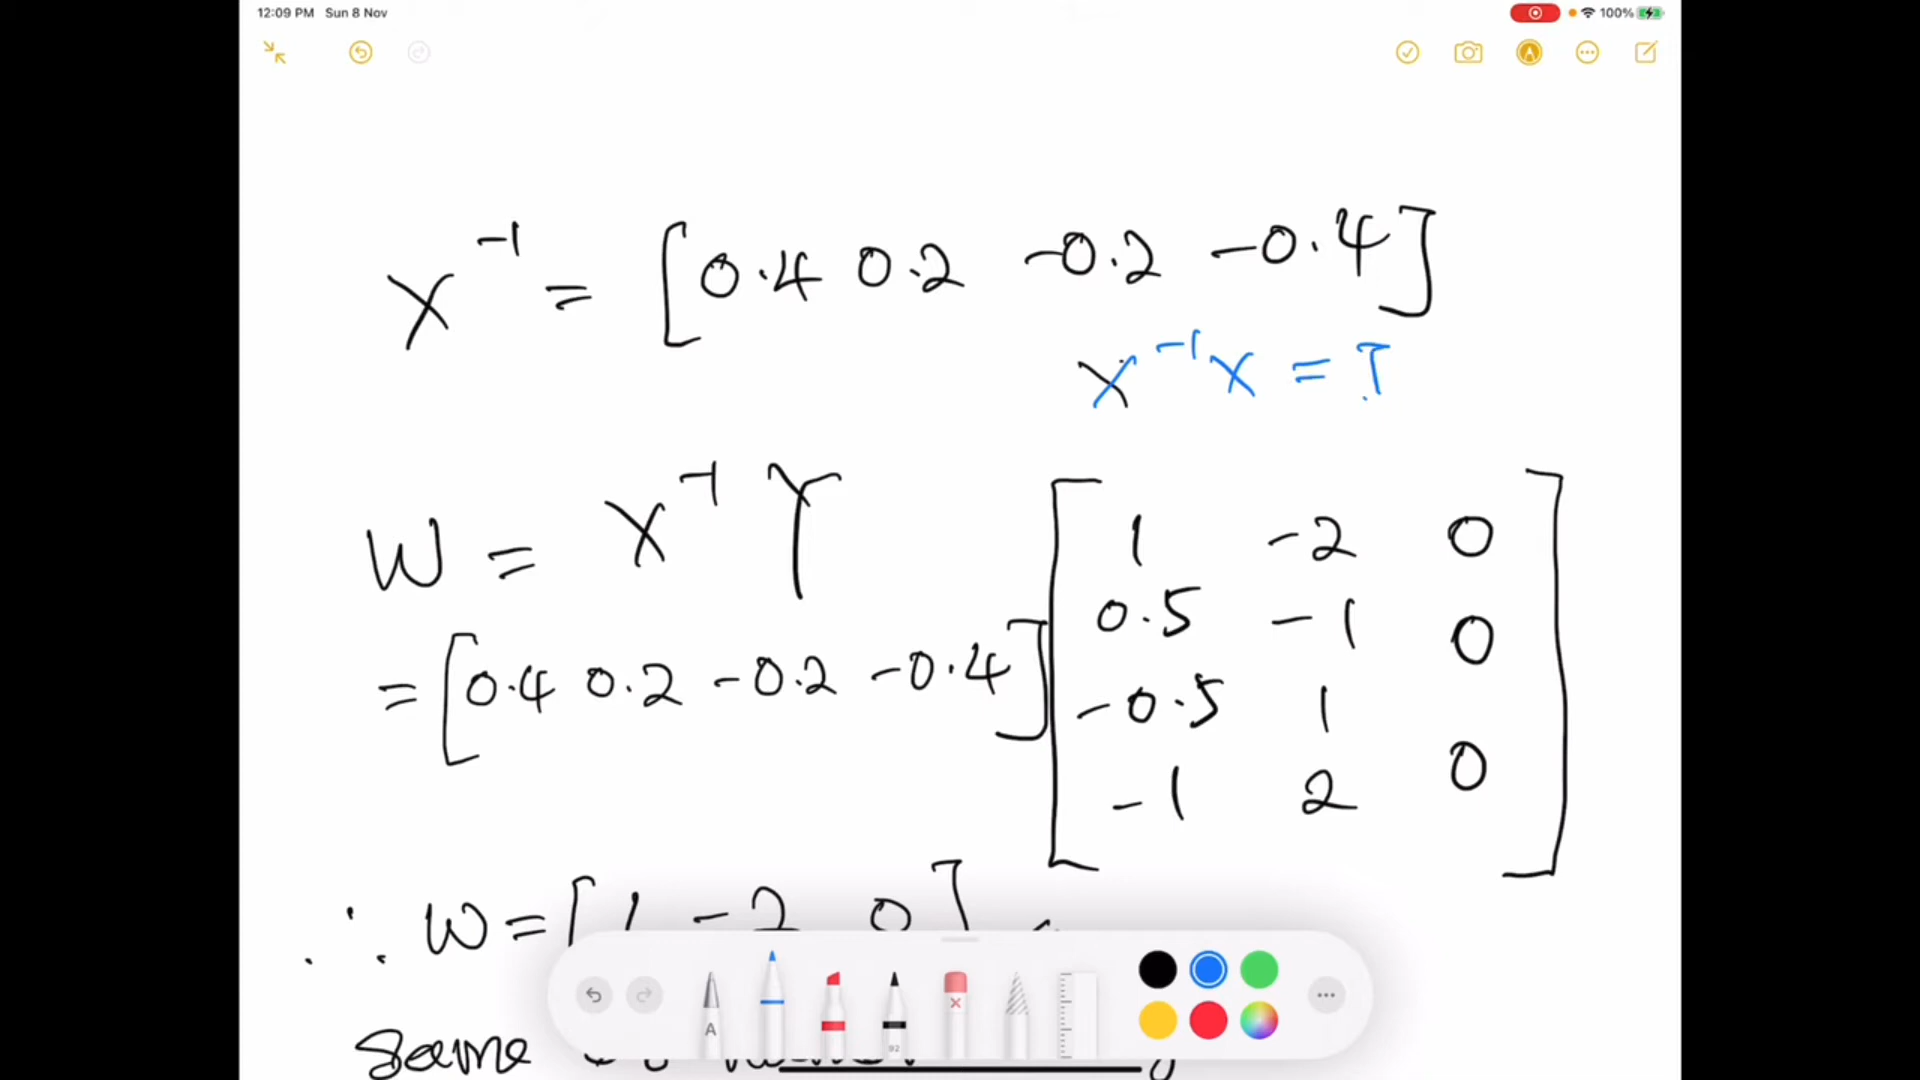 12:09 PM Sun 8 Nov 100%
X⁻¹ = [0.4 0.2 -0.2 -0.4]
X⁻¹X = I
W = X⁻¹Y
= [0.4 0.2 -0.2 -0.4]
1 -2 0
0.5 -1 0
-0.5 1
-1 2 0
∴ W = [1 -2 0]
same
A
92